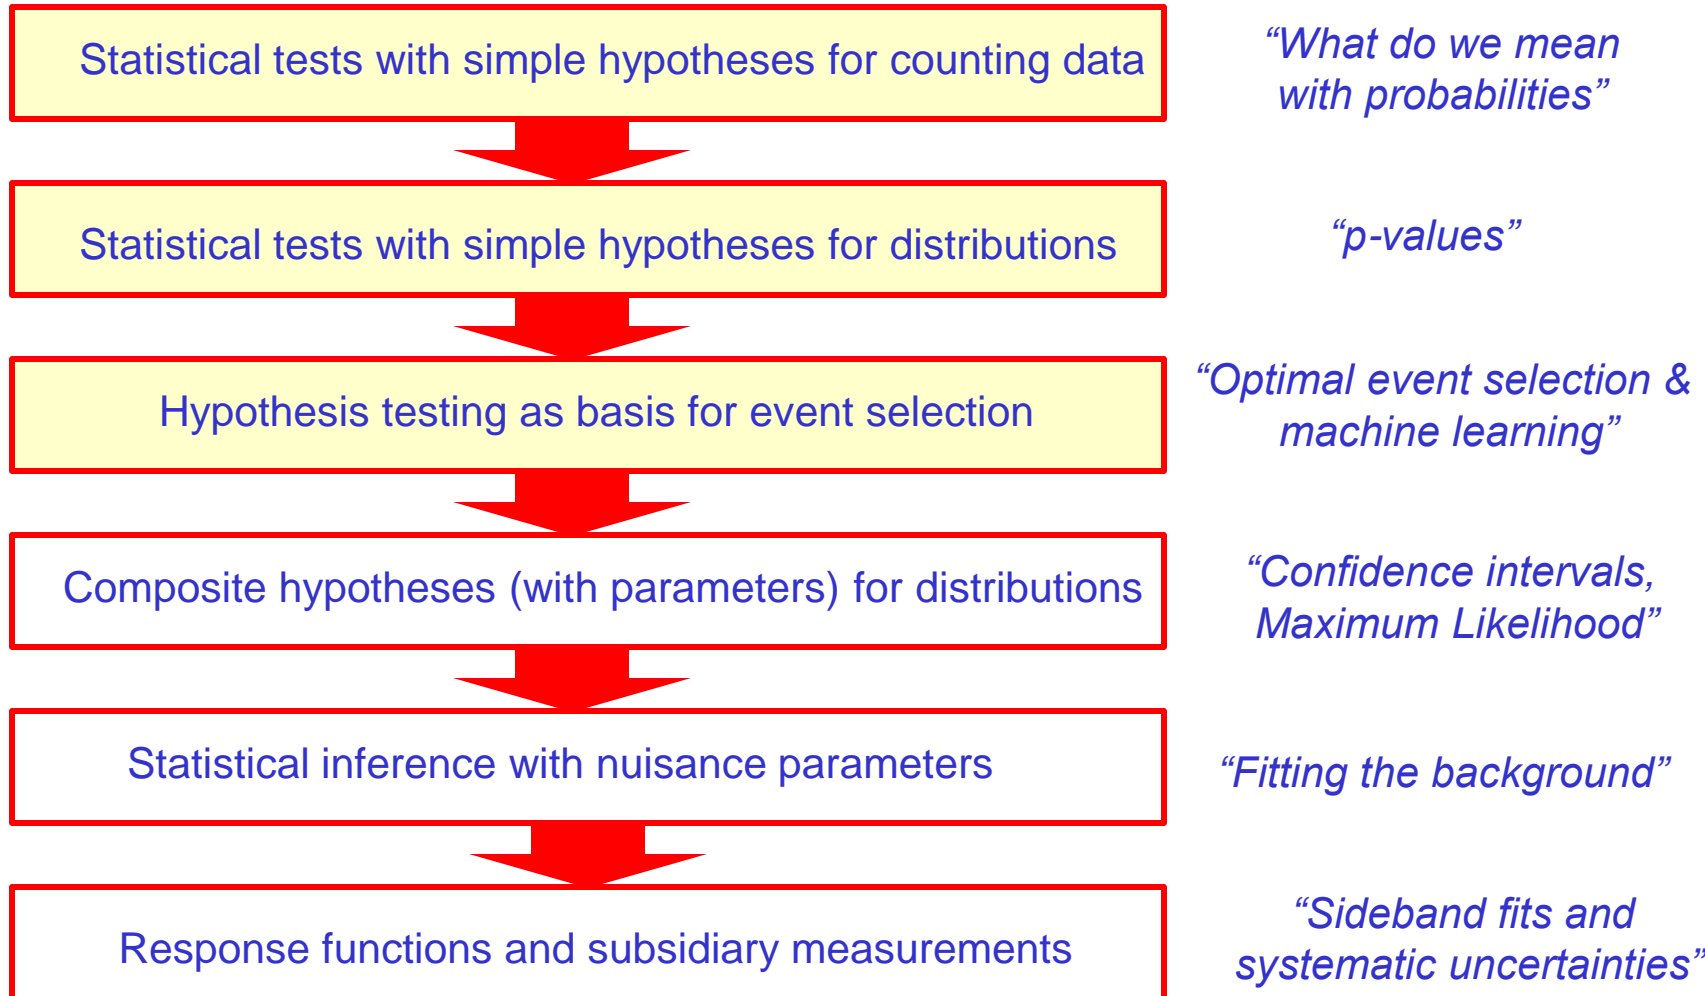 Statistical tests with simple hypotheses for counting data
“What do we mean
with probabilities”
Statistical tests with simple hypotheses for distributions
“p-values”
Hypothesis testing as basis for event selection
“Optimal event selection &
machine learning”
Composite hypotheses (with parameters) for distributions
“Confidence intervals,
Maximum Likelihood”
Statistical inference with nuisance parameters
“Fitting the background”
Response functions and subsidiary measurements
“Sideband fits and
systematic uncertainties”